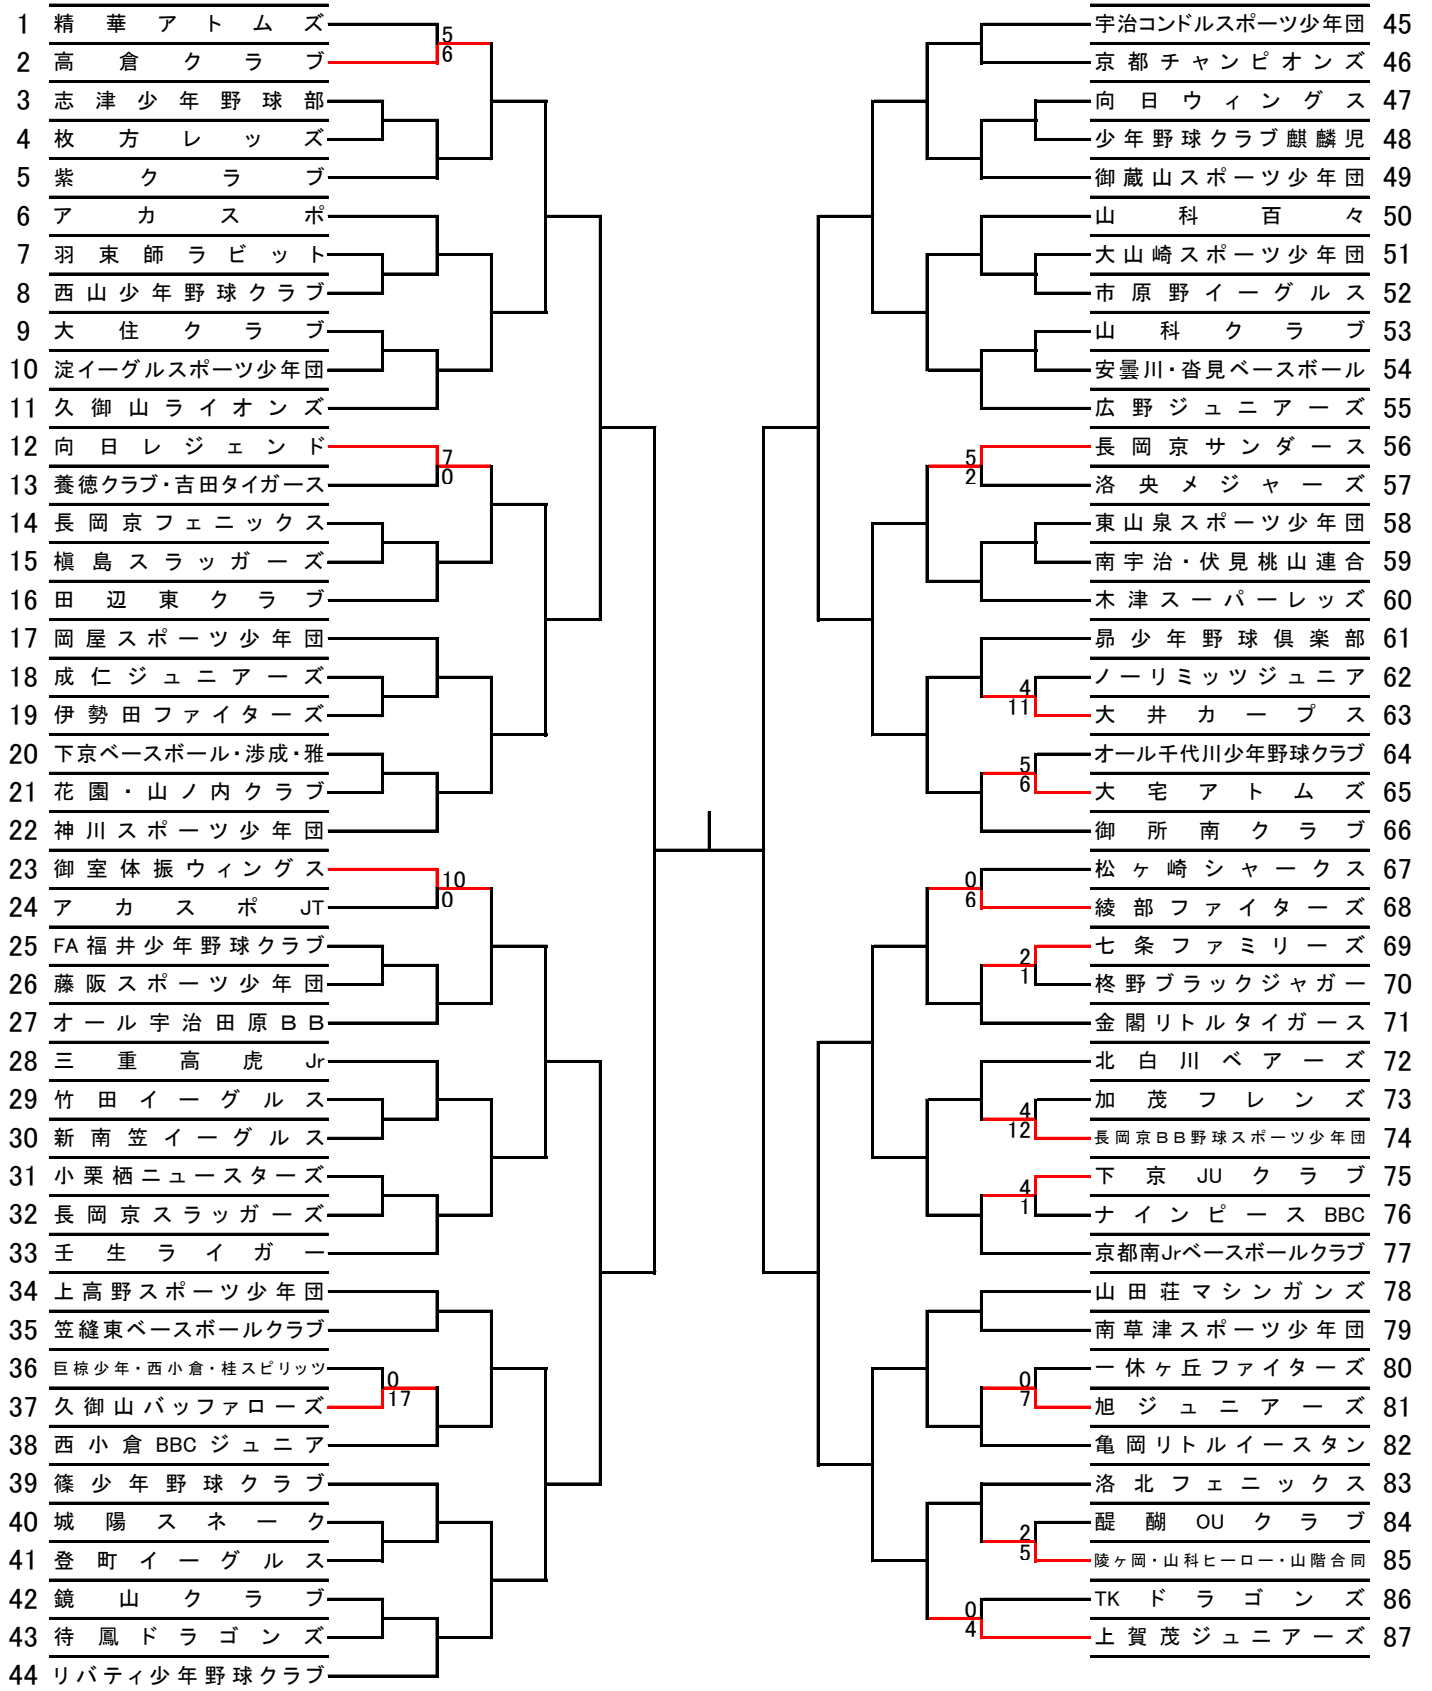 1 精華アトムズ
2 高倉クラブ
5
6
3 志津少年野球部
4 枚方レッズ
5 紫クラブ
6 アカスポ
7 羽束師ラビット
8 西山少年野球クラブ
9 大住クラブ
10 淀イーグルスポーツ少年団
11 久御山ライオンズ
12 向日レジェンド
13 養徳クラブ・吉田タイガース
7
0
14 長岡京フェニックス
15 槇島スラッガーズ
16 田辺東クラブ
17 岡屋スポーツ少年団
18 成仁ジュニアーズ
19 伊勢田ファイターズ
20 下京ベースボール・渉成・雅
21 花園・山ノ内クラブ
22 神川スポーツ少年団
23 御室体振ウィングス
24 アカスポJT
10
0
25 FA福井少年野球クラブ
26 藤阪スポーツ少年団
27 オール宇治田原BB
28 三重高虎Jr
29 竹田イーグルス
30 新南笠イーグルス
31 小栗栖ニュースターズ
32 長岡京スラッガーズ
33 壬生ライガー
34 上高野スポーツ少年団
35 笠縫東ベースボールクラブ
36 巨椋少年・西小倉・桂スピリッツ
37 久御山バッファローズ
0
17
38 西小倉BBCジュニア
39 篠少年野球クラブ
40 城陽スネーク
41 登町イーグルス
42 鏡山クラブ
43 待鳳ドラゴンズ
44 リバティ少年野球クラブ
宇治コンドルスポーツ少年団 45
京都チャンピオンズ 46
向日ウィングス 47
少年野球クラブ麒麟児 48
御蔵山スポーツ少年団 49
山科百々 50
大山崎スポーツ少年団 51
市原野イーグルス 52
山科クラブ 53
安曇川・沓見ベースボール 54
広野ジュニアーズ 55
5
2
長岡京サンダース 56
洛央メジャーズ 57
東山泉スポーツ少年団 58
南宇治・伏見桃山連合 59
木津スーパーレッズ 60
昴少年野球倶楽部 61
4
11
ノーリミッツジュニア 62
大井カープス 63
5
6
オール千代川少年野球クラブ 64
大宅アトムズ 65
御所南クラブ 66
0
6
松ヶ崎シャークス 67
綾部ファイターズ 68
2
1
七条ファミリーズ 69
柊野ブラックジャガー 70
金閣リトルタイガース 71
北白川ベアーズ 72
4
12
加茂フレンズ 73
長岡京BB野球スポーツ少年団 74
4
1
下京JUクラブ 75
ナインピースBBC 76
京都南Jrベースボールクラブ 77
山田荘マシンガンズ 78
南草津スポーツ少年団 79
0
7
一休ヶ丘ファイターズ 80
旭ジュニアーズ 81
亀岡リトルイースタン 82
洛北フェニックス 83
2
5
醍醐OUクラブ 84
陵ヶ岡・山科ヒーロー・山階合同 85
0
4
TKドラゴンズ 86
上賀茂ジュニアーズ 87